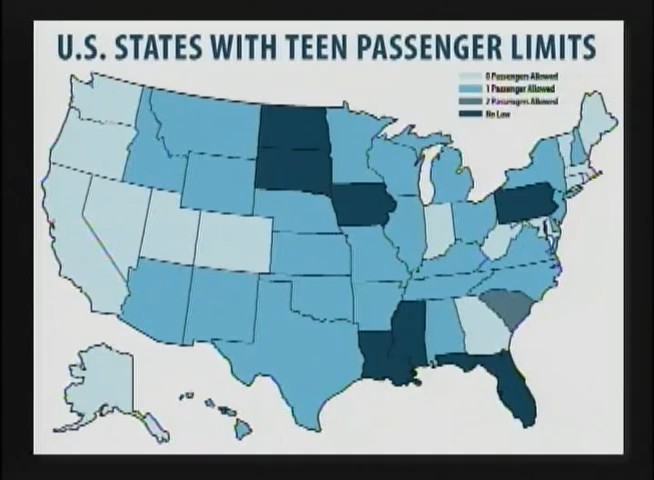 U.S. STATES WITH TEEN PASSENGER LIMITS
0 Passengers Allowed
1 Passenger Allowed
2 Passengers Allowed
No Law